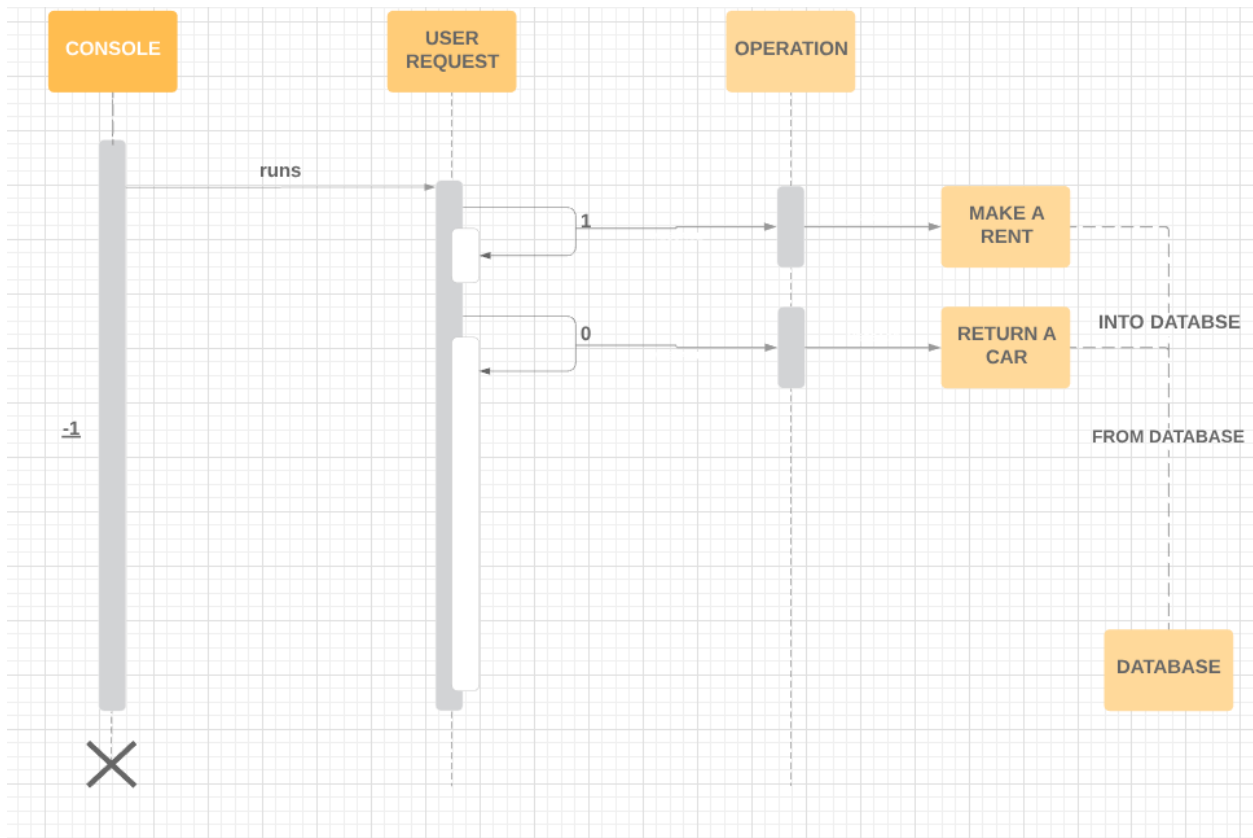 CONSOLE
USER
REQUEST
OPERATION
runs
1
MAKE A
RENT
INTO DATABSE
0
RETURN A
CAR
-1
FROM DATABASE
DATABASE